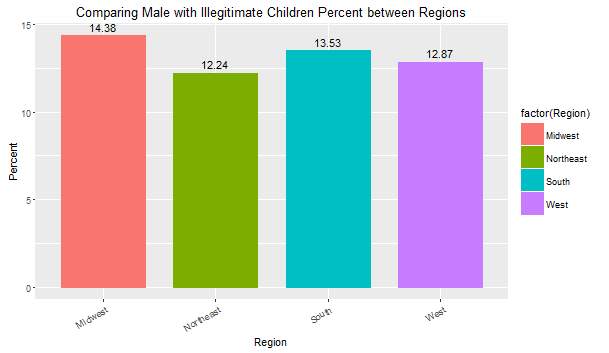 Comparing Male with Illegitimate Children Percent between Regions
15
10
5
0
Percent
14.38
12.24
13.53
12.87
Midwest
Northeast
South
West
Region
factor(Region)
Midwest
Northeast
South
West